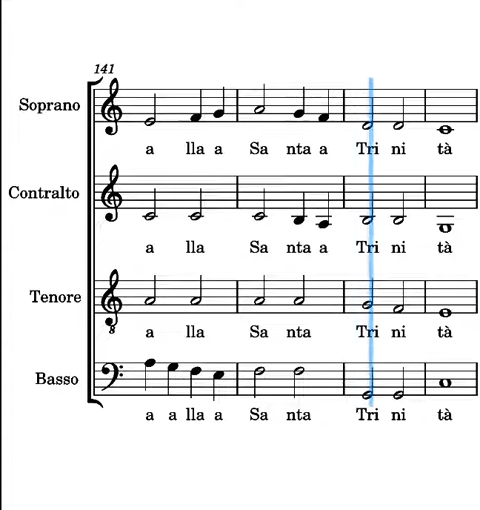 141
Soprano
a lla a Sa nta a Tri ni tà
Contralto
a lla Sa nta a Tri ni tà
Tenore
8
a lla Sa nta Tri ni tà
Basso
a a lla a Sa nta Tri ni tà